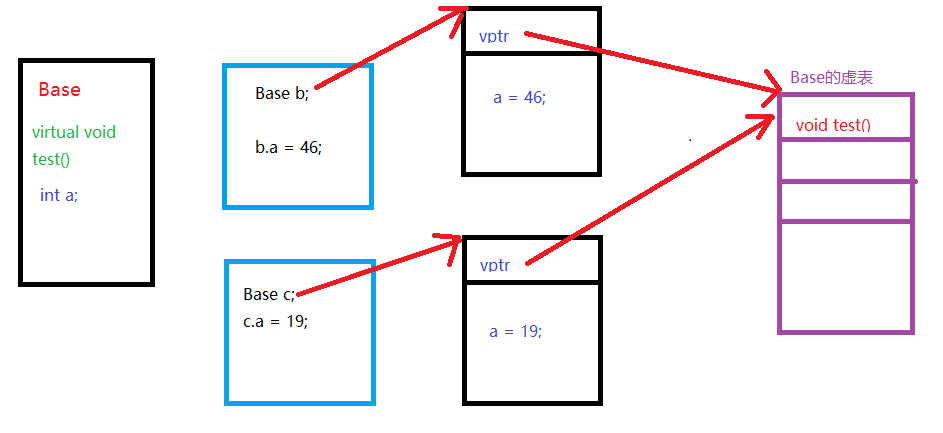 Base
virtual void
test()
int a;
Base b;
b.a = 46;
Base c;
c.a = 19;
vptr
a = 46;
vptr
a = 19;
Base的虚表
void test()